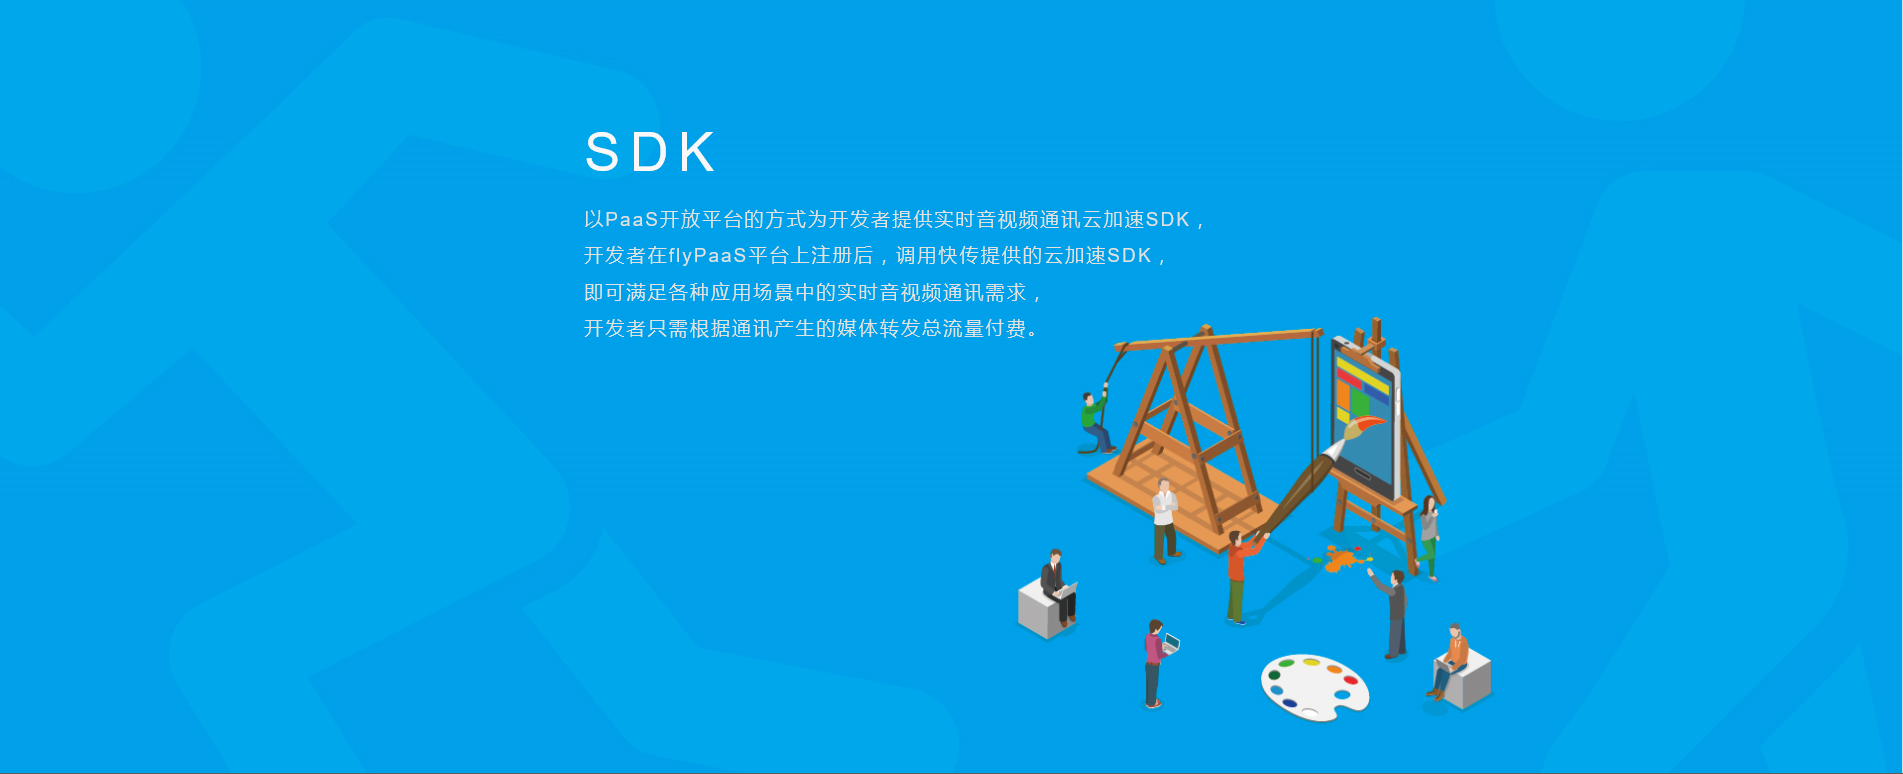 SDK
以PaaS开放平台的方式为开发者提供实时音视频通讯云加速SDK，
开发者在flyPaaS平台上注册后，调用快传提供的云加速SDK，
即可满足各种应用场景中的实时音视频通讯需求，
开发者只需根据通讯产生的媒体转发总流量付费。